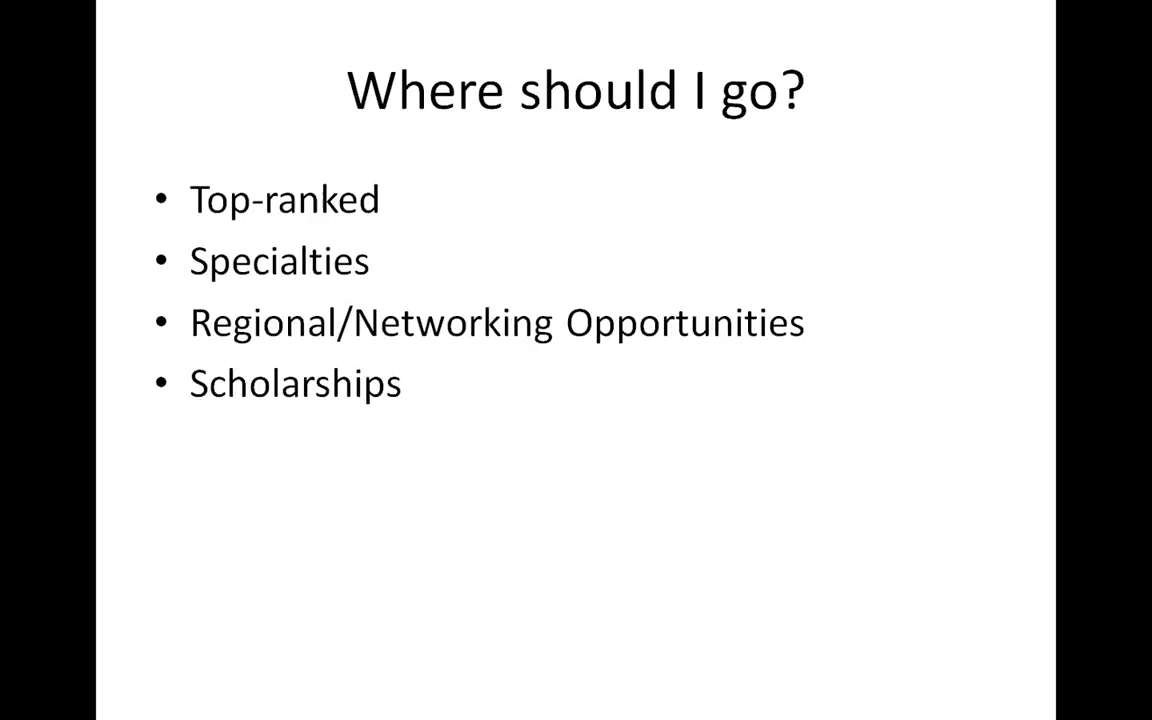 Where should I go?
• Top-ranked
• Specialties
• Regional/Networking Opportunities
• Scholarships